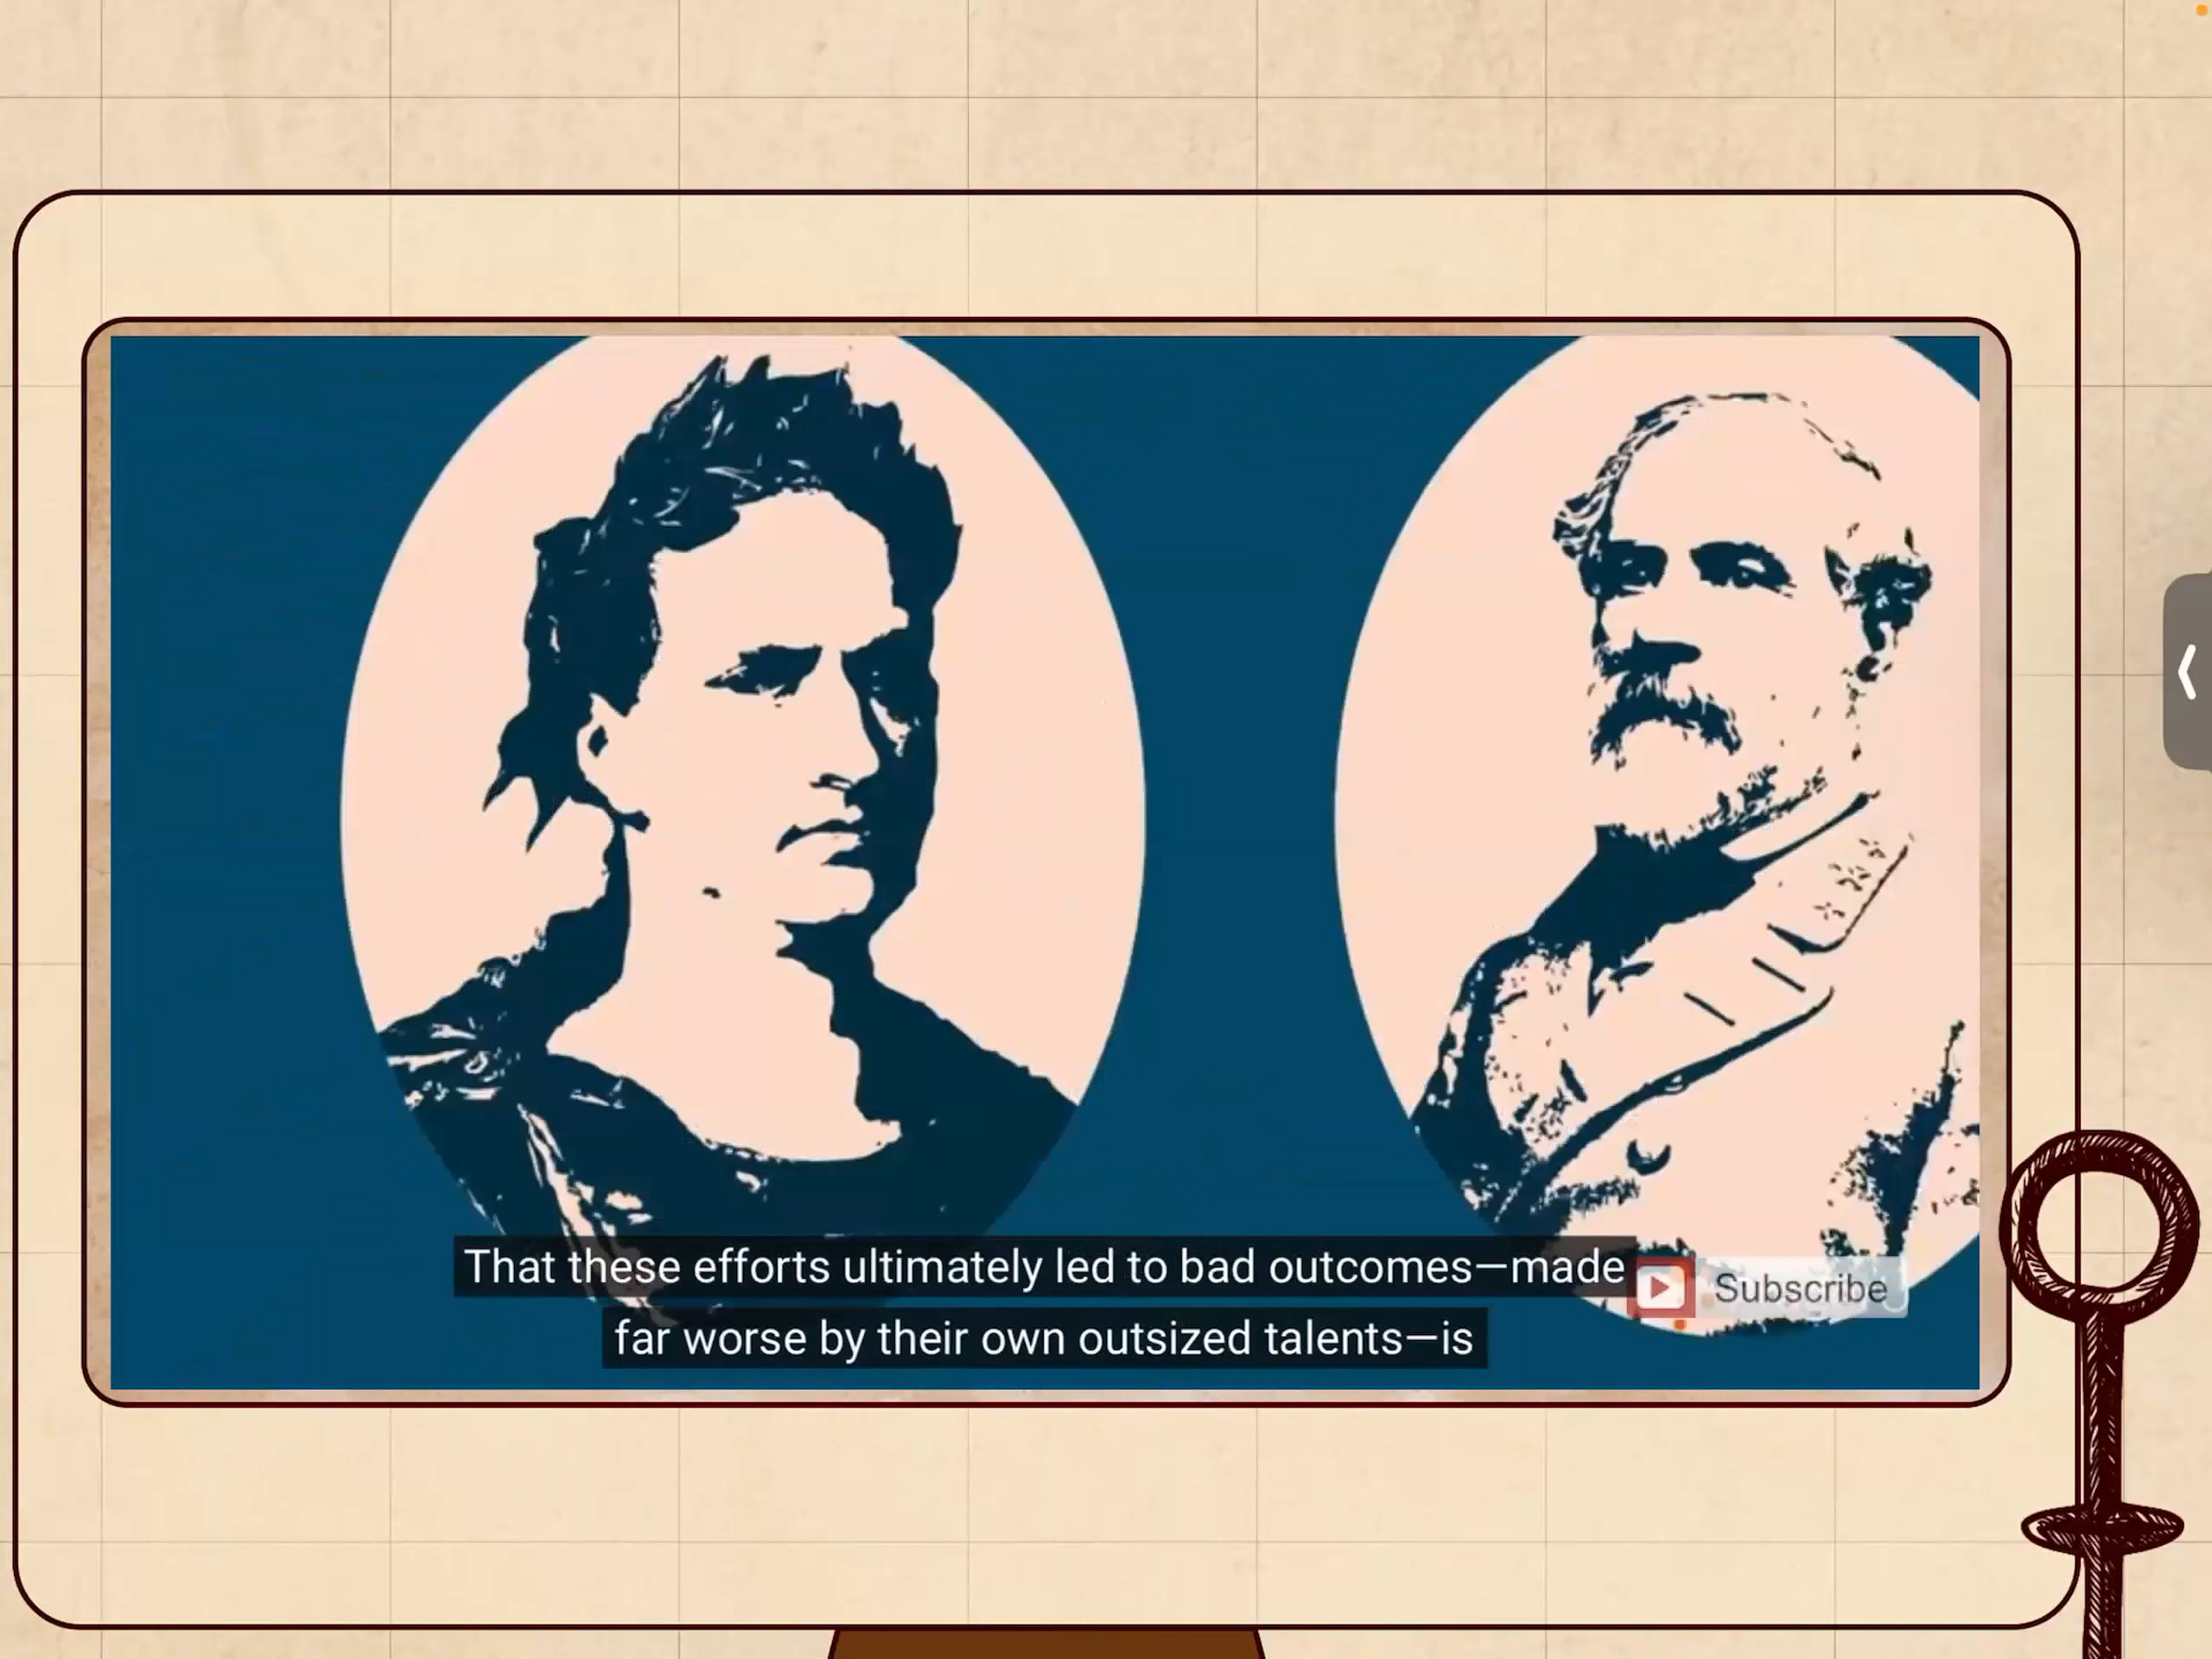 That these efforts ultimately led to bad outcomes—made
far worse by their own outsized talents—is
Subscribe